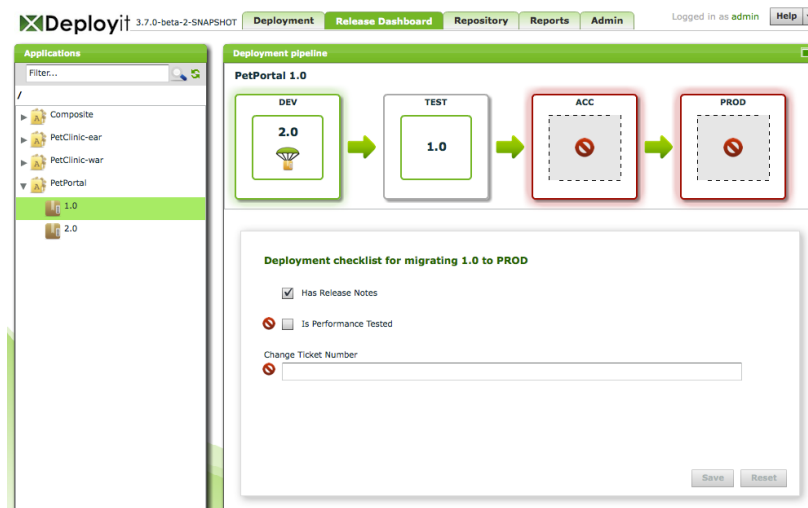 Deployit 3.7.0-beta-2-SNAPSHOT Deployment Release Dashboard Repository Reports Admin Logged in as admin Help
Applications
Filter...
/
Composite
PetClinic-ear
PetClinic-war
PetPortal
1.0
2.0
Deployment pipeline
PetPortal 1.0
DEV TEST ACC PROD
2.0 1.0
Deployment checklist for migrating 1.0 to PROD
Has Release Notes
Is Performance Tested
Change Ticket Number
Save Reset